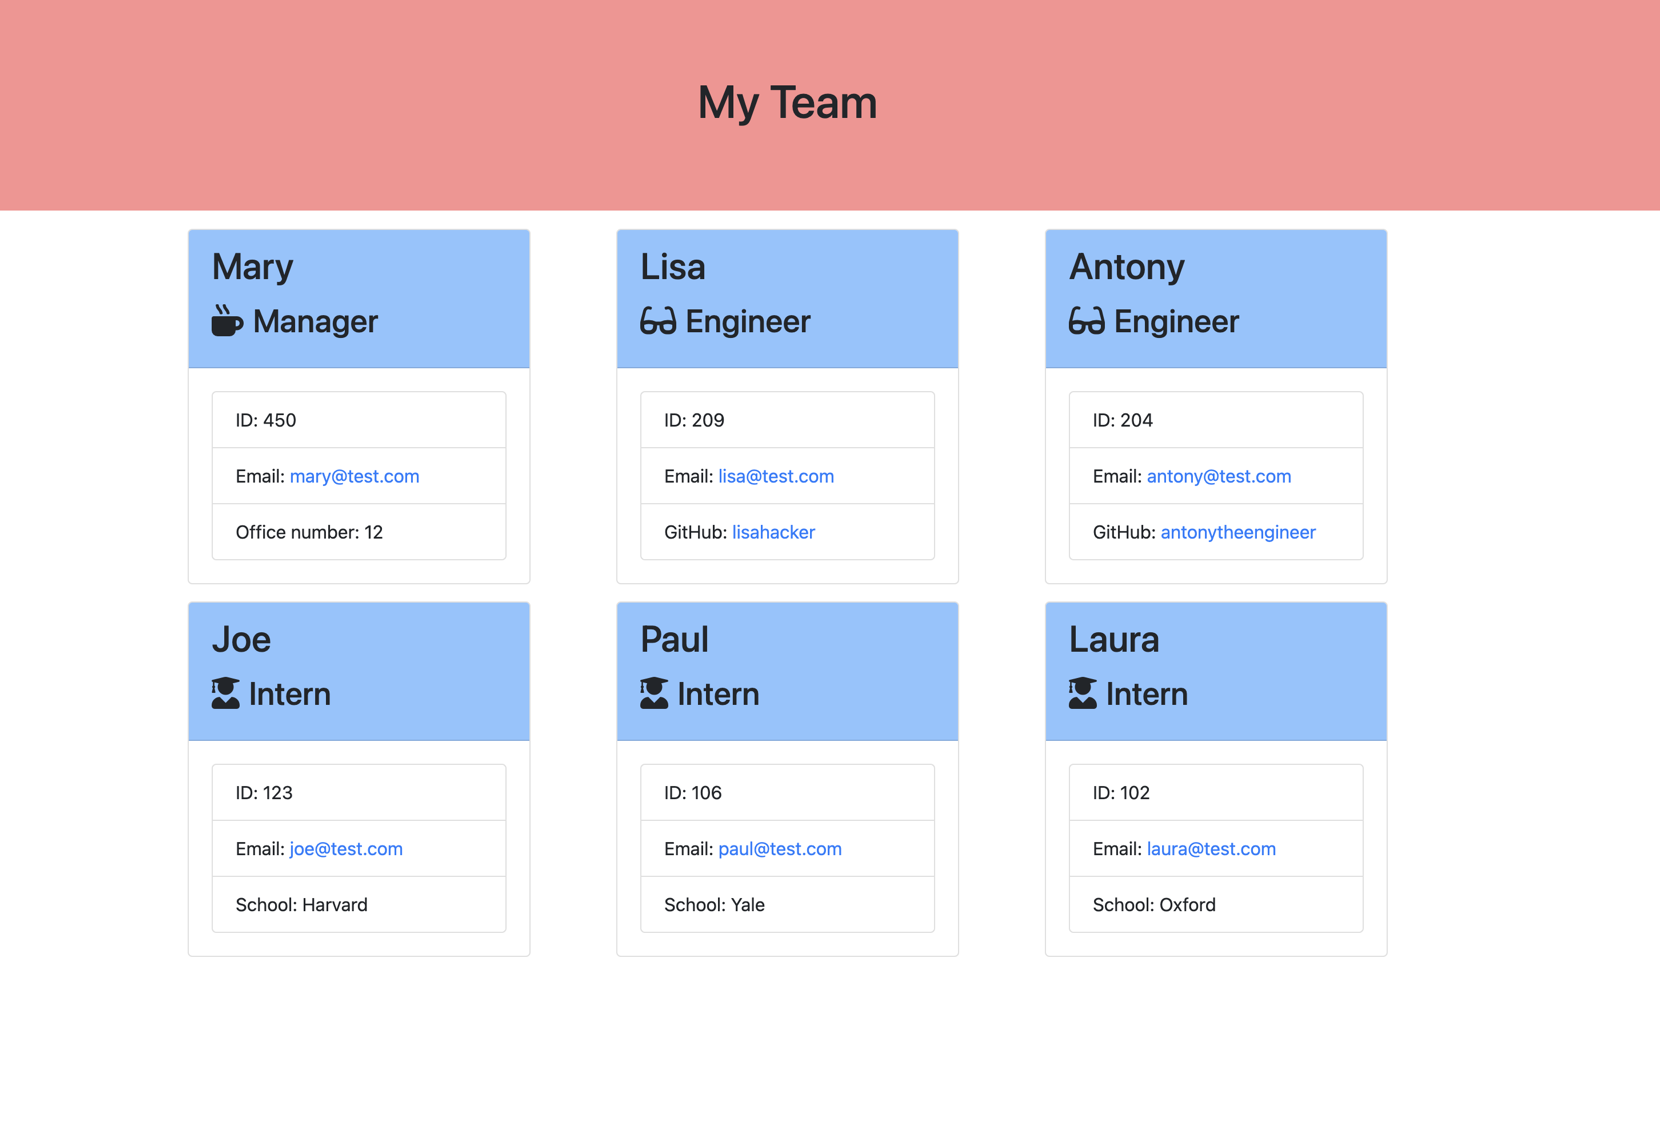 My Team
Mary
Manager
ID: 450
Email: mary@test.com
Office number: 12
Lisa
Engineer
ID: 209
Email: lisa@test.com
GitHub: lisahacker
Antony
Engineer
ID: 204
Email: antony@test.com
GitHub: antonytheengineer
Joe
Intern
ID: 123
Email: joe@test.com
School: Harvard
Paul
Intern
ID: 106
Email: paul@test.com
School: Yale
Laura
Intern
ID: 102
Email: laura@test.com
School: Oxford